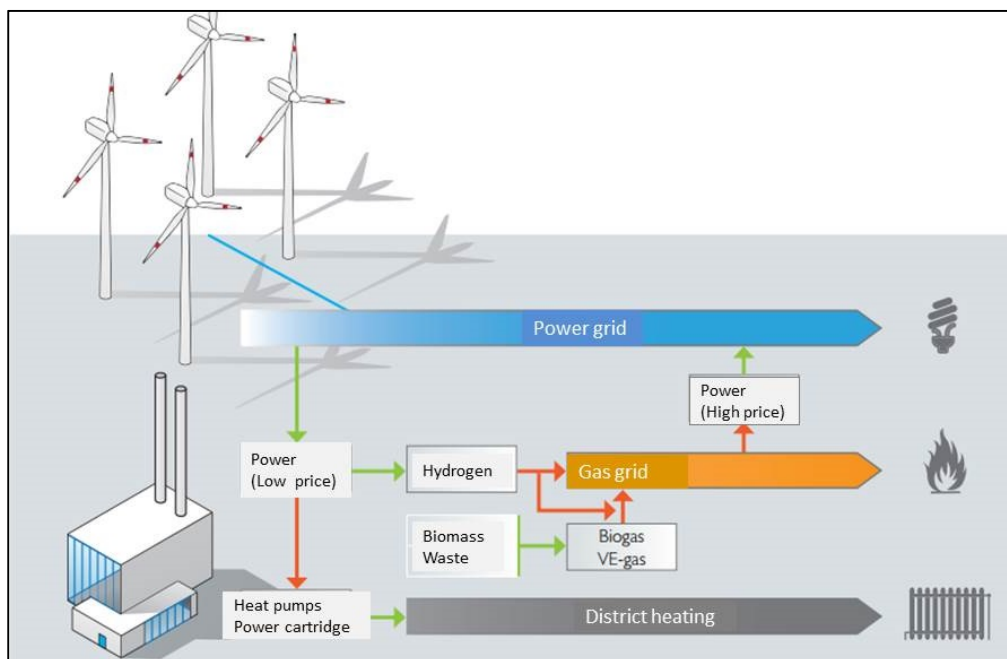 Power grid
Power
(High price)
Power
(Low price)
Hydrogen
Gas grid
Biomass
Waste
Biogas
VE-gas
Heat pumps
Power cartridge
District heating